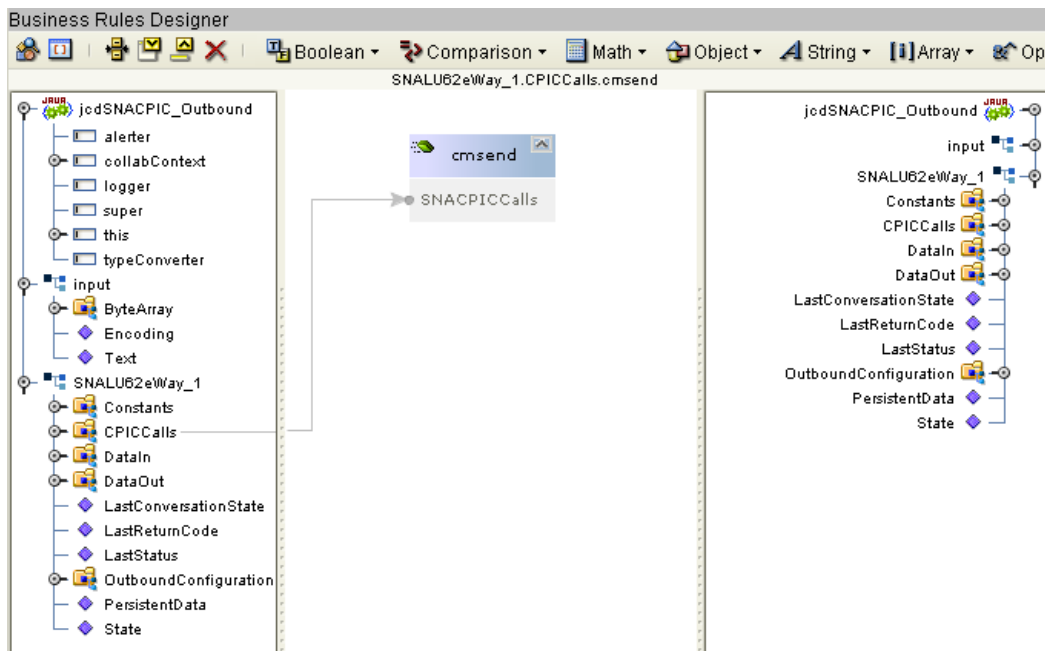 Business Rules Designer
Boolean Comparison Math Object String Array Op
SNALU62eWay_1.CPICCalls.cmsend
jcdSNACPIC_Outbound
alerter
collabContext
logger
super
this
typeConverter
input
ByteArray
Encoding
Text
SNALU62eWay_1
Constants
CPICCalls
DataIn
DataOut
LastConversationState
LastReturnCode
LastStatus
OutboundConfiguration
PersistentData
State
cmsend
SNACPICCalls
jcdSNACPIC_Outbound
input
SNALU62eWay_1
Constants
CPICCalls
DataIn
DataOut
LastConversationState
LastReturnCode
LastStatus
OutboundConfiguration
PersistentData
State